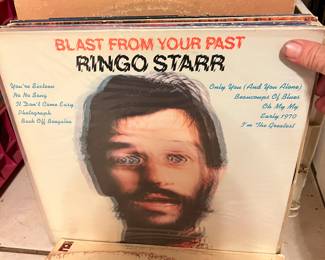 BLAST FROM YOUR PAST
RINGO STARR
You're Sixteen
No No Song
It Don't Come Easy
Photograph
Back Off Boogaloo
Only You (And You Alone)
Beaucoups of Blues
Oh My My
Early 1970
I'm The Greatest